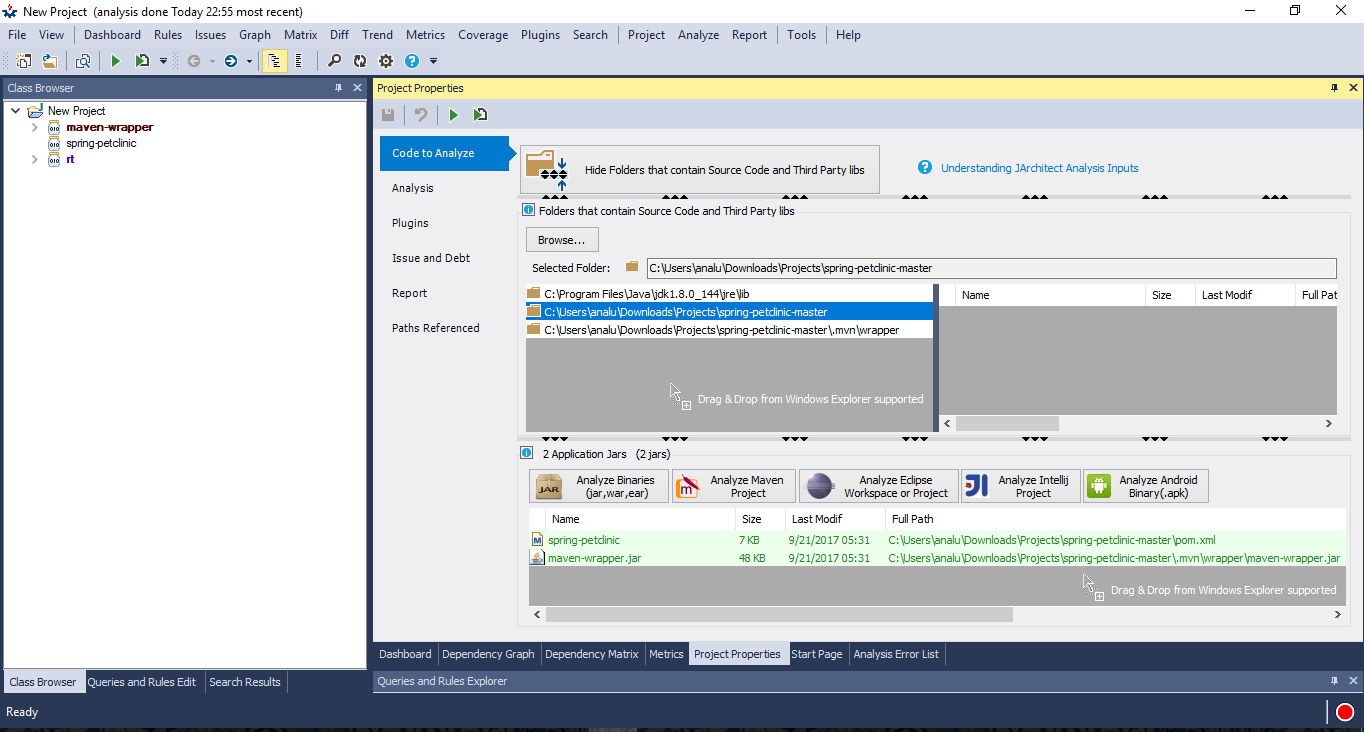 New Project (analysis done Today 22:55 most recent)
File View Dashboard Rules Issues Graph Matrix Diff Trend Metrics Coverage Plugins Search Project Analyze Report Tools Help
Class Browser
New Project
maven-wrapper
spring-petclinic
rt
Project Properties
Code to Analyze
Analysis
Plugins
Issue and Debt
Report
Paths Referenced
Hide Folders that contain Source Code and Third Party libs
Understanding JArchitect Analysis Inputs
Folders that contain Source Code and Third Party libs
Browse...
Selected Folder: C:\Users\analu\Downloads\Projects\spring-petclinic-master
C:\Program Files\Java\jdk1.8.0_144\jre\lib
C:\Users\analu\Downloads\Projects\spring-petclinic-master
C:\Users\analu\Downloads\Projects\spring-petclinic-master\.mvn\wrapper
Drag & Drop from Windows Explorer supported
Name Size Last Modif Full Pat
2 Application Jars (2 jars)
JAR
Analyze Binaries
(jar,war,ear)
m
Analyze Maven
Project
Analyze Eclipse
Workspace or Project
IJ
Analyze Intellij
Project
Analyze Android
Binary(.apk)
Name Size Last Modif Full Path
M spring-petclinic 7 KB 9/21/2017 05:31 C:\Users\analu\Downloads\Projects\spring-petclinic-master\pom.xml
maven-wrapper.jar 48 KB 9/21/2017 05:31 C:\Users\analu\Downloads\Projects\spring-petclinic-master\.mvn\wrapper\maven-wrapper.jar
Drag & Drop from Windows Explorer supported
Dashboard Dependency Graph Dependency Matrix Metrics Project Properties Start Page Analysis Error List
Class Browser Queries and Rules Edit Search Results
Queries and Rules Explorer
Ready